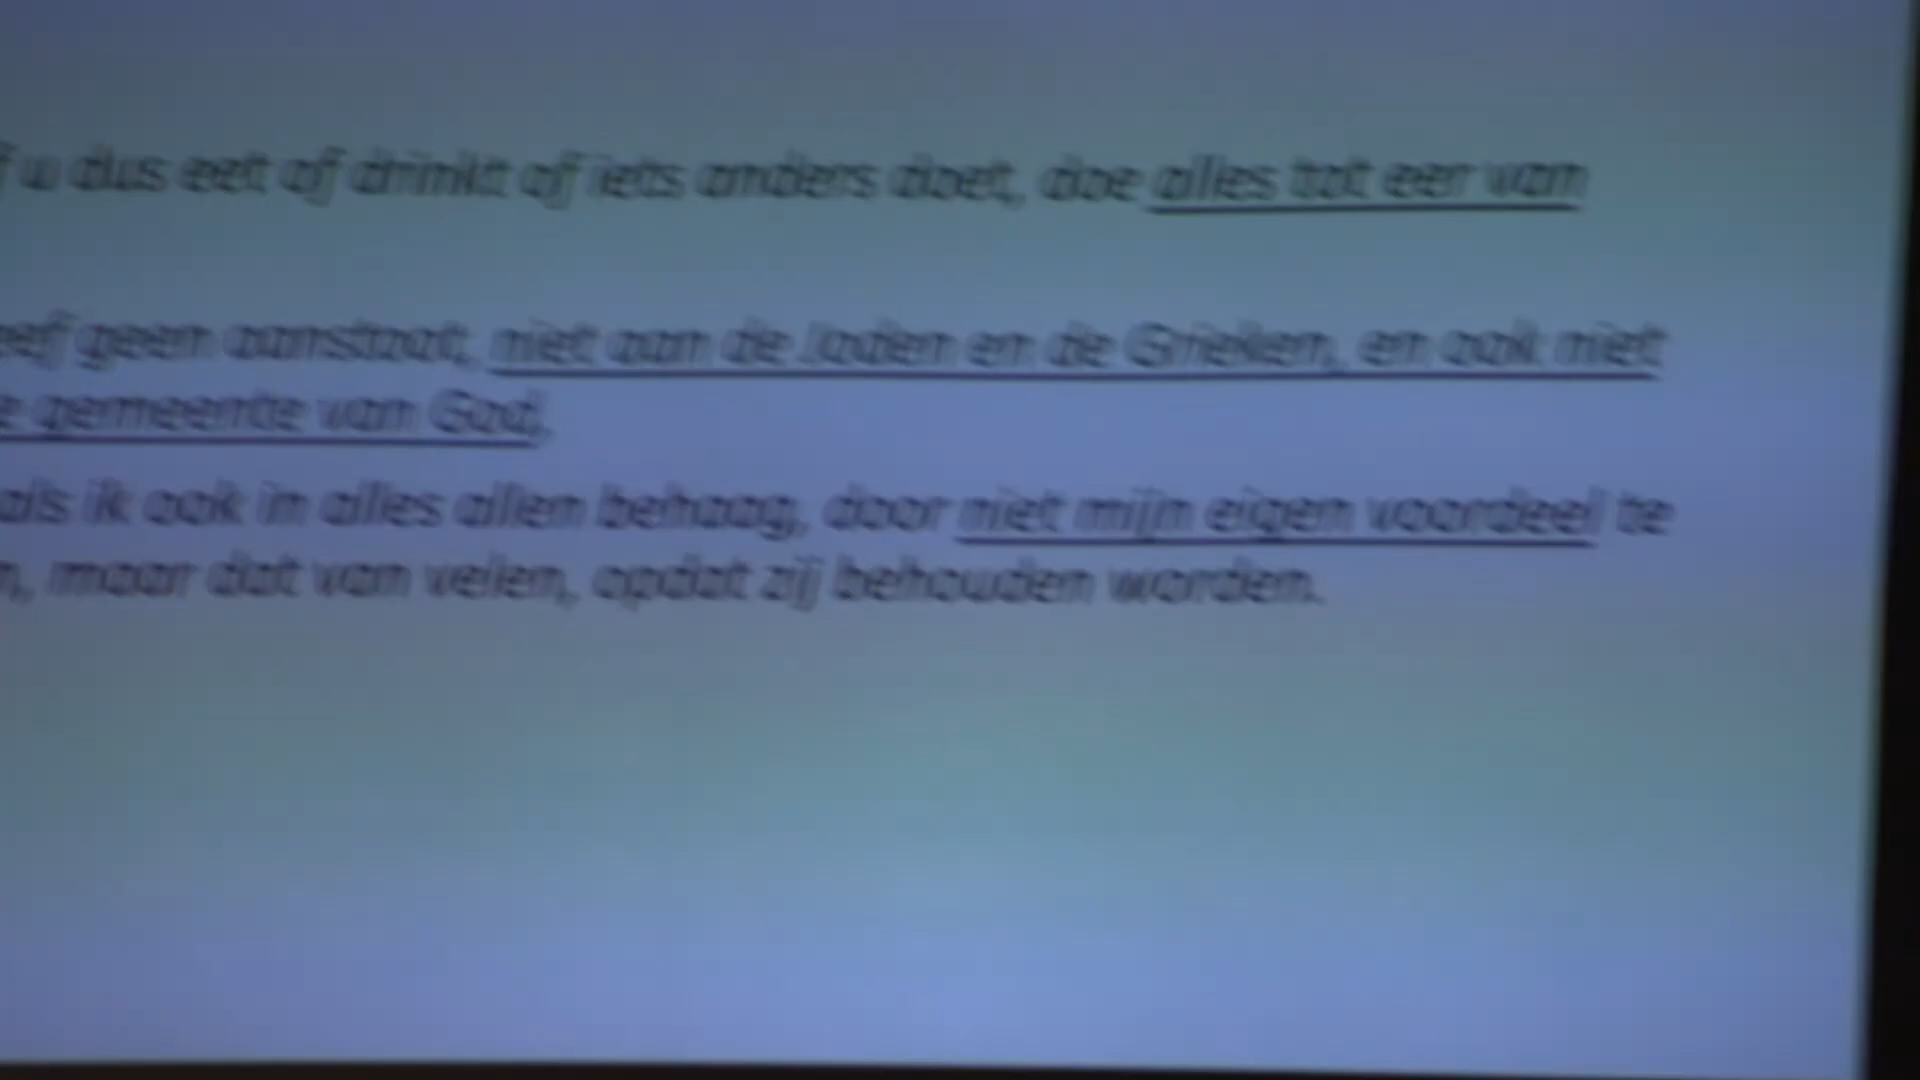 f u dus eet of drinkt of iets anders doet, doe alles tot eer van
eef geen aanstoot, niet aan de Joden en de Grieken, en ook niet
e gemeente van God,
als ik ook in alles allen behaag, door niet mijn eigen voordeel te
n, maar dat van velen, opdat zij behouden worden.